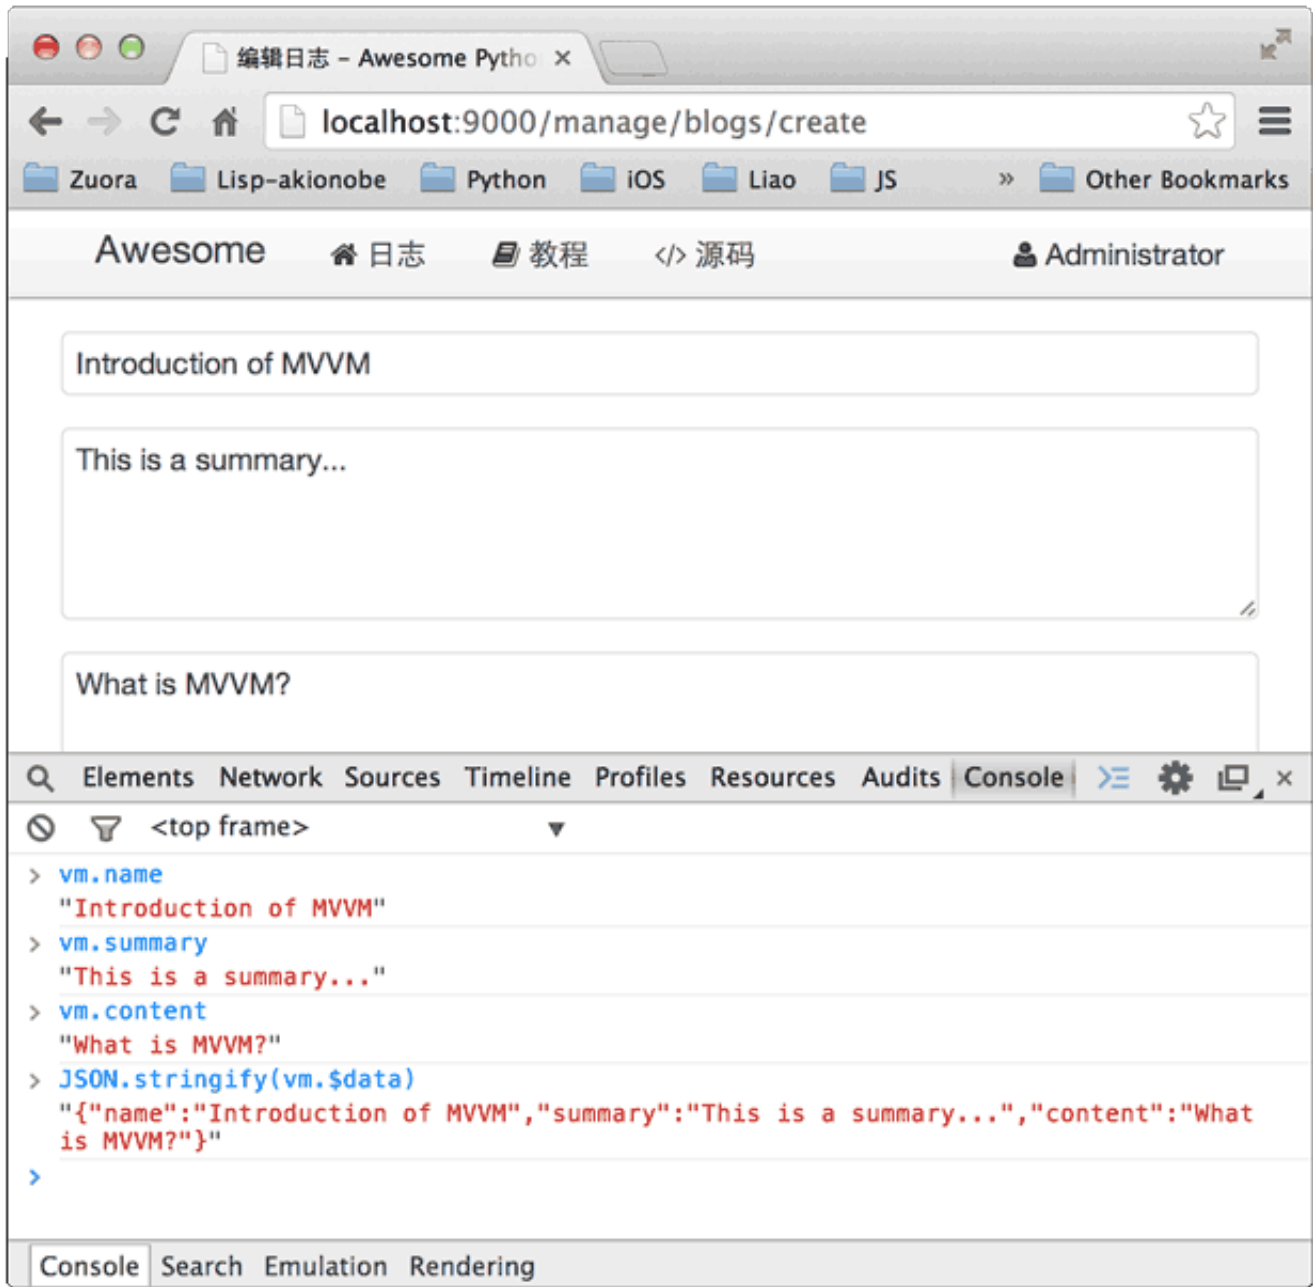 编辑日志 – Awesome Pytho
localhost:9000/manage/blogs/create
Zuora Lisp-akionobe Python iOS Liao JS » Other Bookmarks
Awesome 日志 教程 </> 源码 Administrator
Introduction of MVVM
This is a summary...
What is MVVM?
Elements Network Sources Timeline Profiles Resources Audits Console
<top frame>
> vm.name
"Introduction of MVVM"
> vm.summary
"This is a summary..."
> vm.content
"What is MVVM?"
> JSON.stringify(vm.$data)
"{"name":"Introduction of MVVM","summary":"This is a summary...","content":"What
is MVVM?"}"
>
Console Search Emulation Rendering